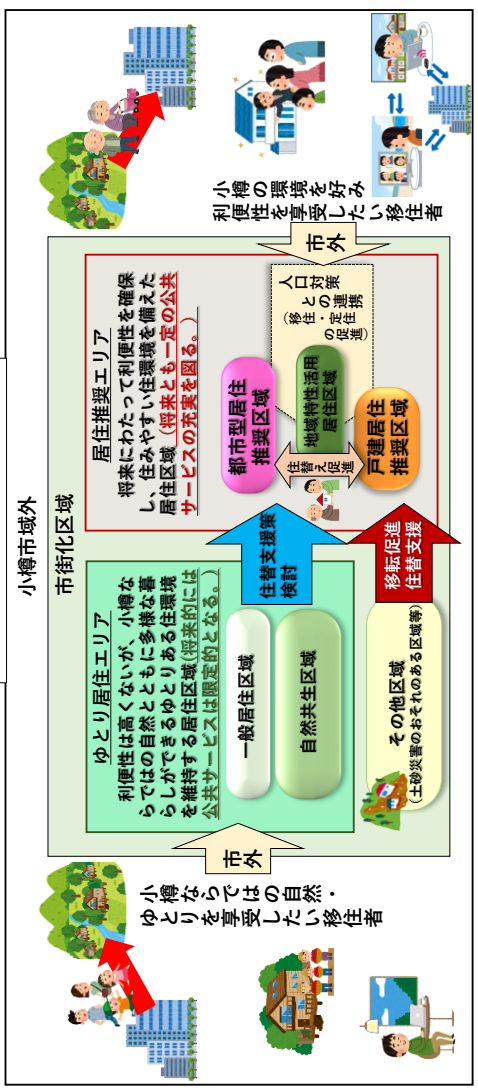 小樽市域外
市街化区域
ゆとり居住エリア
利便性は高くないが、小樽な
らではの自然とともに多様な暮
らしができるゆとりある住環境
を維持する居住区域(将来的には
公共サービスは限定的となる。)
一般居住区域
自然共生区域
その他区域
(土砂災害のおそれのある区域等)
住替支援策
検討
移転促進
住替支援
居住推奨エリア
将来にわたって利便性を確保
し、住みやすい住環境を備えた
居住区域(将来とも一定の公共
サービスの充実を図る。)
都市型居住
推奨区域
地域特性活用
居住区域
戸建居住
推奨区域
住替え促進
人口対策
との連携
(移住・定住
の促進)
市外
小樽ならではの自然・
ゆとりを享受したい移住者
市外
小樽の環境を好み
利便性を享受したい移住者